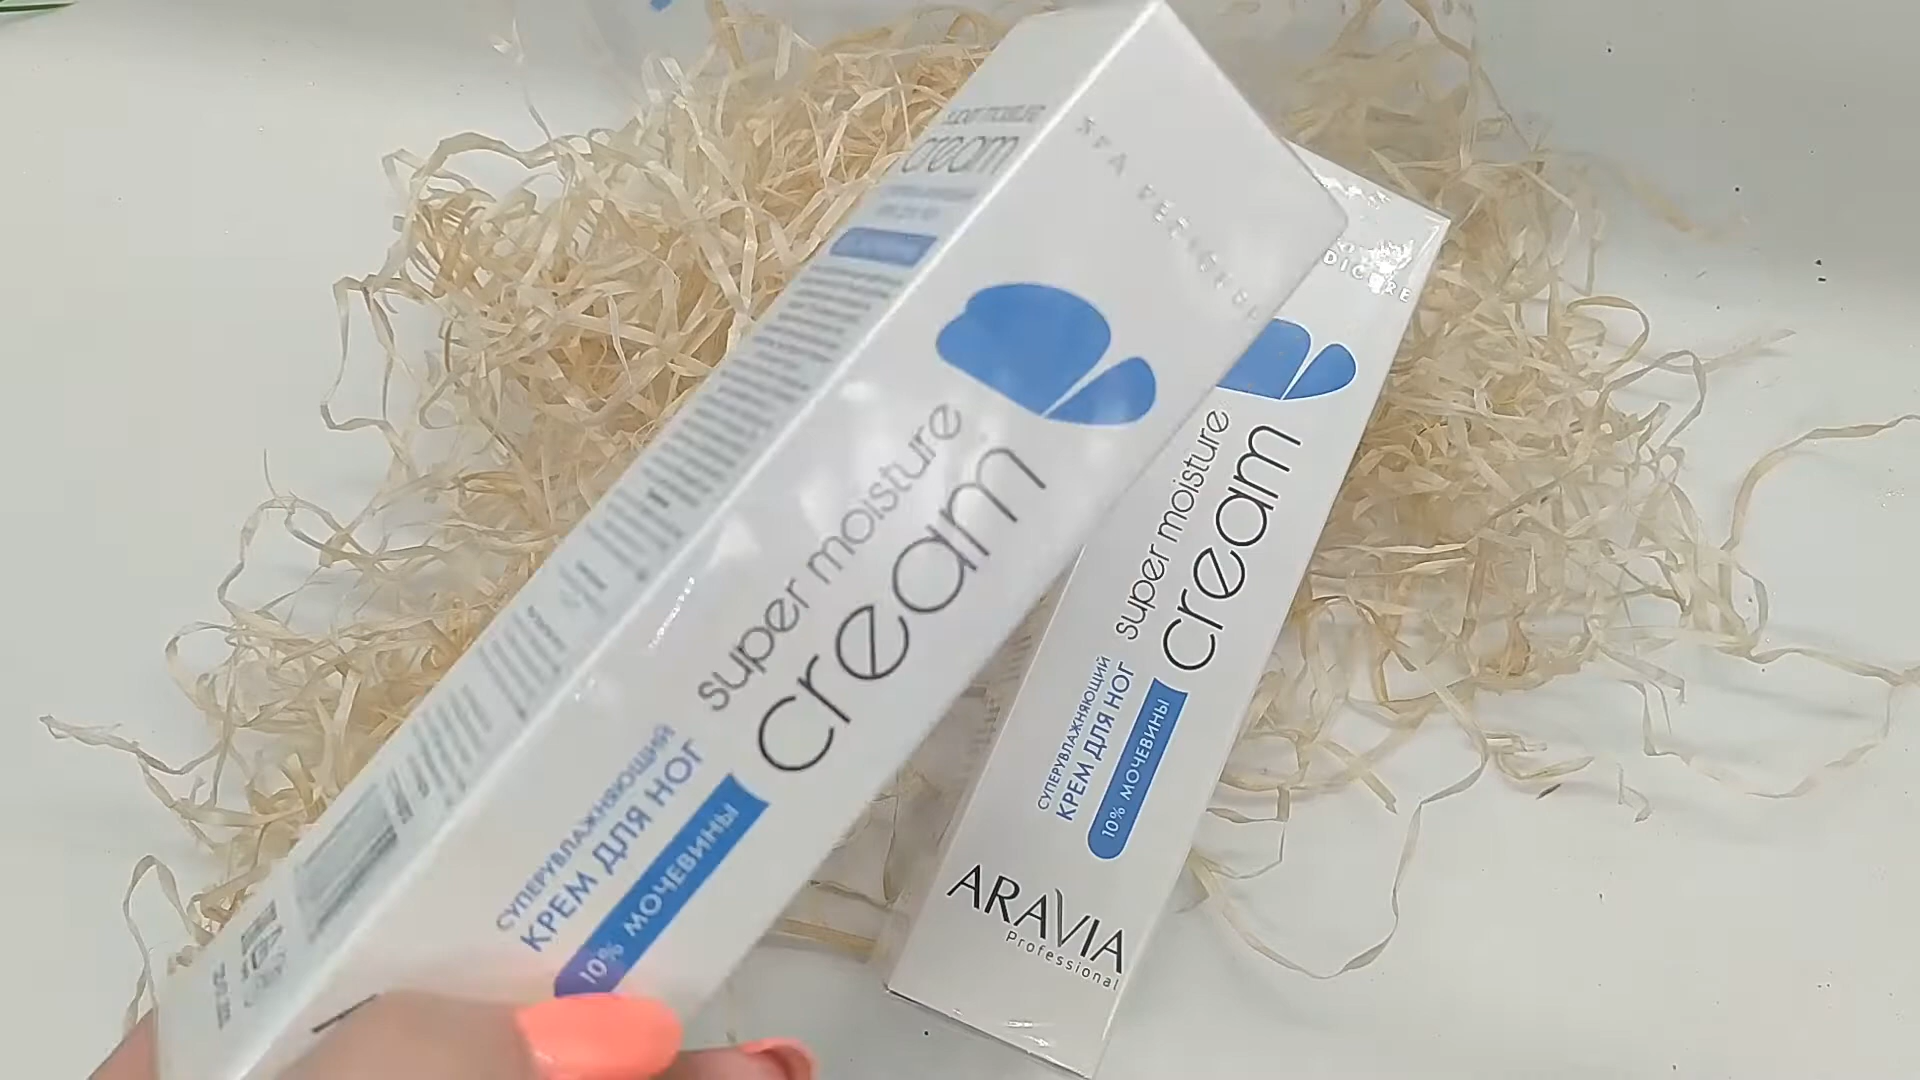 super moisture
cream
super moisture
cream
СУПЕРУВЛАЖНЯЮЩИЙ
КРЕМ ДЛЯ НОГ
10% МОЧЕВИНЫ
super moisture
cream
СУПЕРУВЛАЖНЯЮЩИЙ
КРЕМ ДЛЯ НОГ
10% МОЧЕВИНЫ
ARAVIA
Professional